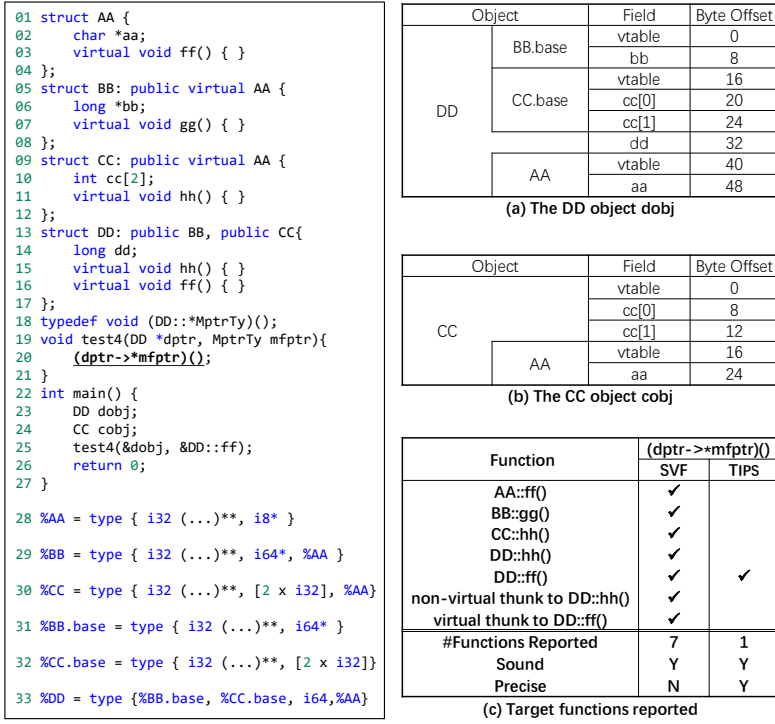 01 struct AA {
02     char *aa;
03     virtual void ff() { }
04 };
05 struct BB: public virtual AA {
06     long *bb;
07     virtual void gg() { }
08 };
09 struct CC: public virtual AA {
10     int cc[2];
11     virtual void hh() { }
12 };
13 struct DD: public BB, public CC{
14     long dd;
15     virtual void hh() { }
16     virtual void ff() { }
17 };
18 typedef void (DD::*MptrTy)();
19 void test4(DD *dptr, MptrTy mfptr){
20     (dptr->*mfptr)();
21 }
22 int main() {
23     DD dobj;
24     CC cobj;
25     test4(&dobj, &DD::ff);
26     return 0;
27 }
28 %AA = type { i32 (...)**, i8* }
29 %BB = type { i32 (...)**, i64*, %AA }
30 %CC = type { i32 (...)**, [2 x i32], %AA}
31 %BB.base = type { i32 (...)**, i64* }
32 %CC.base = type { i32 (...)**, [2 x i32]}
33 %DD = type {%BB.base, %CC.base, i64,%AA}
Object Field Byte Offset
DD BB.base vtable 0
bb 8
CC.base vtable 16
cc[0] 20
cc[1] 24
dd 32
AA vtable 40
aa 48
(a) The DD object dobj
Object Field Byte Offset
CC vtable 0
cc[0] 8
cc[1] 12
AA vtable 16
aa 24
(b) The CC object cobj
Function (dptr->*mfptr)()
SVF TIPS
AA::ff() ✓
BB::gg() ✓
CC::hh() ✓
DD::hh() ✓
DD::ff() ✓ ✓
non-virtual thunk to DD::hh() ✓
virtual thunk to DD::ff() ✓
#Functions Reported 7 1
Sound Y Y
Precise N Y
(c) Target functions reported